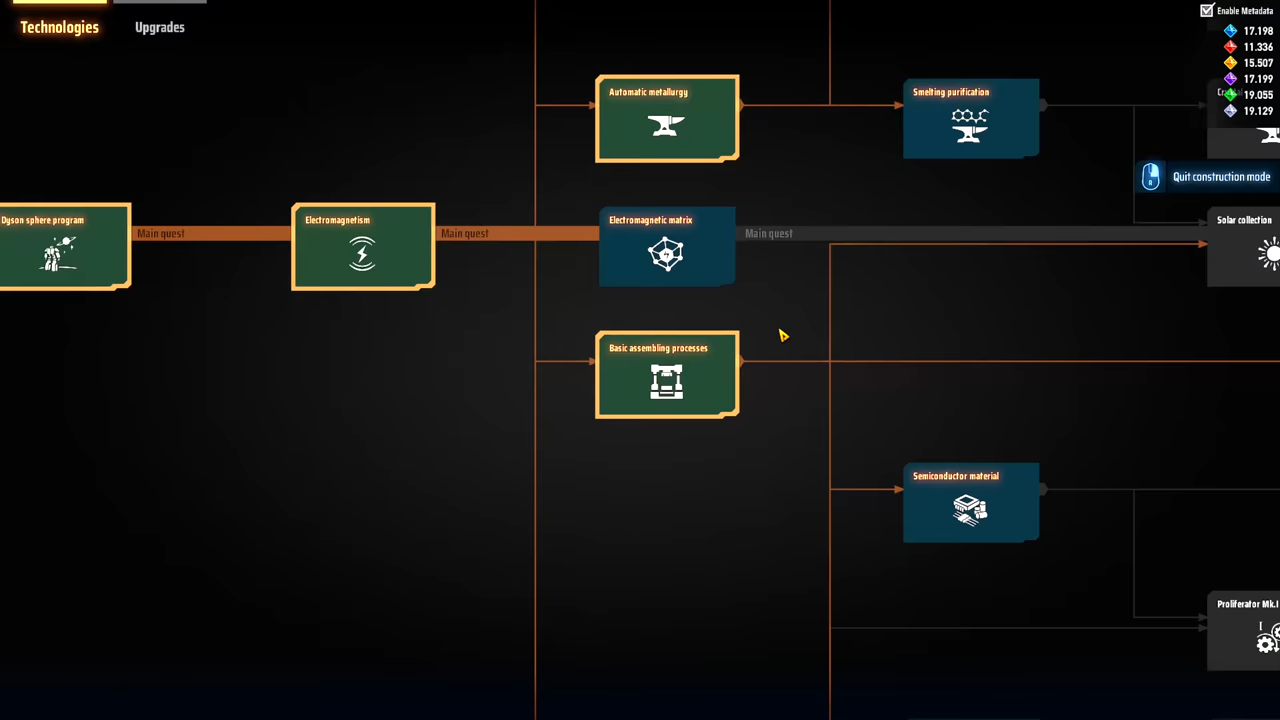 Technologies
Upgrades
Enable Metadata
17.198
11.336
15.507
17.199
19.055
19.129
Automatic metallurgy
Smelting purification
R
Quit construction mode
Dyson sphere program
Electromagnetism
Electromagnetic matrix
Solar collection
Main quest
Main quest
Main quest
Basic assembling processes
Semiconductor material
Proliferator Mk.I
I